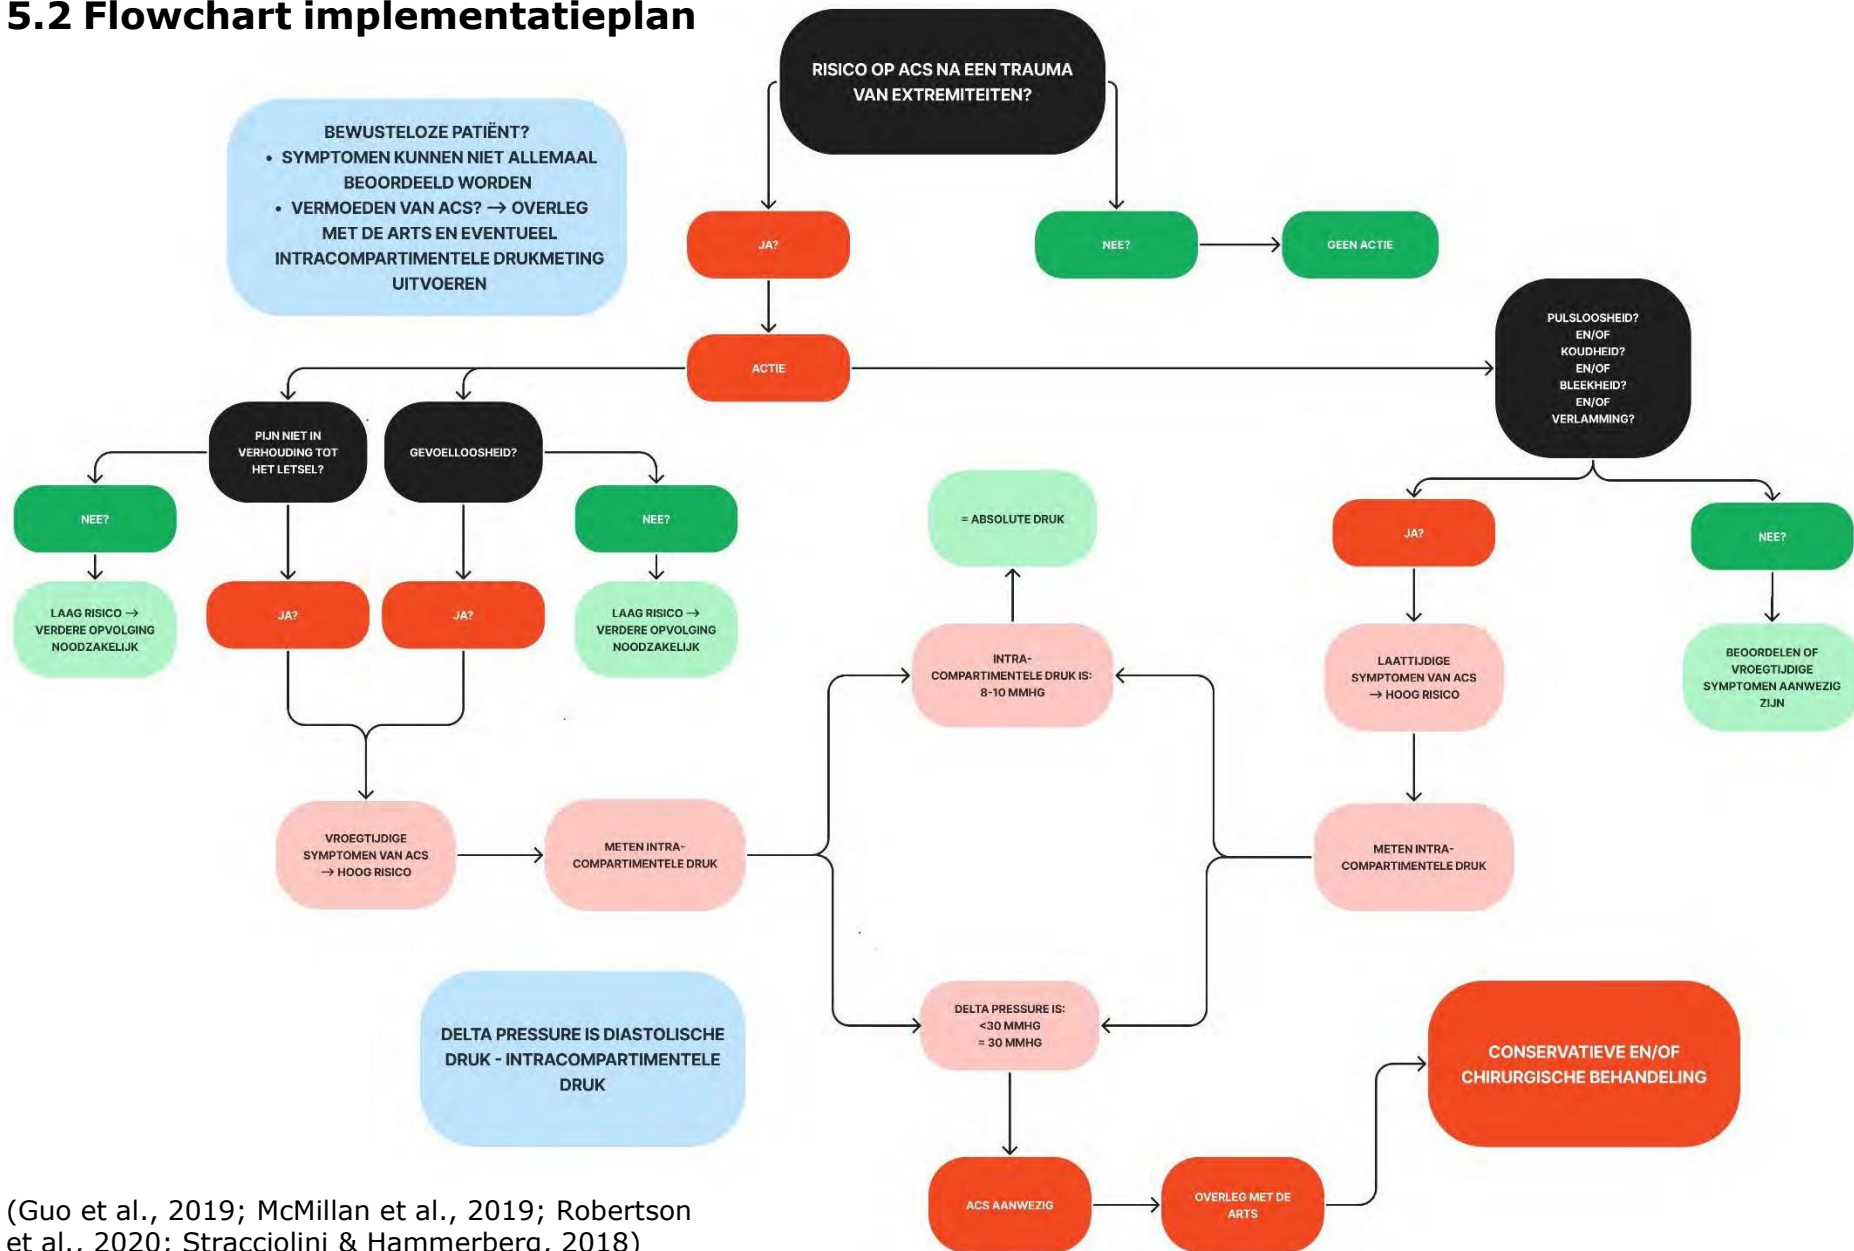 5.2 Flowchart implementatieplan
RISICO OP ACS NA EEN TRAUMA
VAN EXTREMITEITEN?
BEWUSTELOZE PATIËNT?
• SYMPTOMEN KUNNEN NIET ALLEMAAL
BEOORDEELD WORDEN
• VERMOEDEN VAN ACS? → OVERLEG
MET DE ARTS EN EVENTUEEL
INTRACOMPARTIMENTELE DRUKMETING
UITVOEREN
JA?
NEE?
GEEN ACTIE
ACTIE
PULSLOOSHEID?
EN/OF
KOUDHEID?
EN/OF
BLEEKHEID?
EN/OF
VERLAMMING?
PIJN NIET IN
VERHOUDING TOT
HET LETSEL?
GEVOELLOOSHEID?
NEE?
NEE?
= ABSOLUTE DRUK
JA?
NEE?
LAAG RISICO →
VERDERE OPVOLGING
NOODZAKELIJK
JA?
JA?
LAAG RISICO →
VERDERE OPVOLGING
NOODZAKELIJK
INTRA-
COMPARTIMENTELE DRUK IS:
8-10 MMHG
LAATTIJDIGE
SYMPTOMEN VAN ACS
→ HOOG RISICO
BEOORDELEN OF
VROEGTIJDIGE
SYMPTOMEN AANWEZIG
ZIJN
VROEGTIJDIGE
SYMPTOMEN VAN ACS
→ HOOG RISICO
METEN INTRA-
COMPARTIMENTELE DRUK
METEN INTRA-
COMPARTIMENTELE DRUK
DELTA PRESSURE IS DIASTOLISCHE
DRUK - INTRACOMPARTIMENTELE
DRUK
DELTA PRESSURE IS:
<30 MMHG
= 30 MMHG
CONSERVATIEVE EN/OF
CHIRURGISCHE BEHANDELING
ACS AANWEZIG
OVERLEG MET DE
ARTS
(Guo et al., 2019; McMillan et al., 2019; Robertson
et al., 2020; Stracciolini & Hammerberg, 2018)